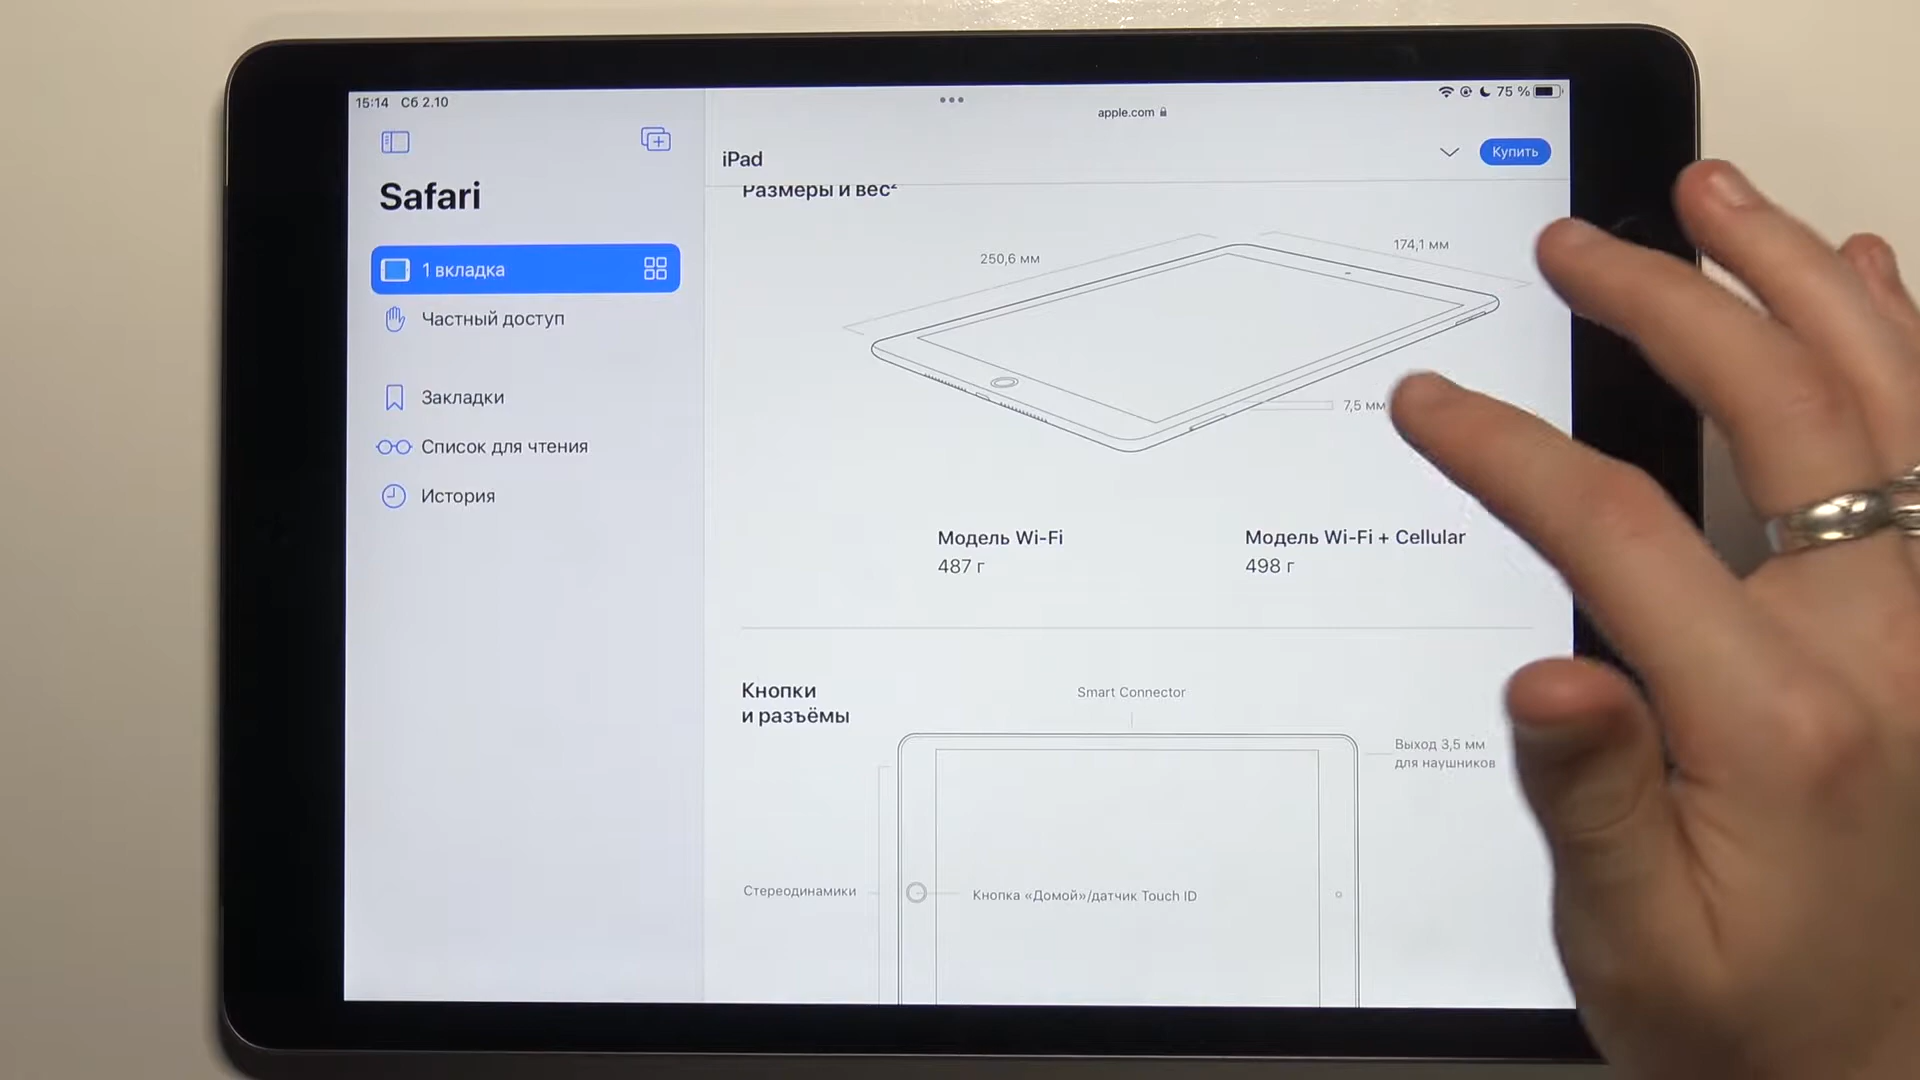 15:14 Сб 2.10
75 %
apple.com
Safari
1 вкладка
Частный доступ
Закладки
Список для чтения
История
iPad
Купить
Размеры и вес²
250,6 мм
174,1 мм
7,5 мм
Модель Wi-Fi
487 г
Модель Wi-Fi + Cellular
498 г
Кнопки
и разъёмы
Smart Connector
Выход 3,5 мм
для наушников
Стереодинамики
Кнопка «Домой»/датчик Touch ID